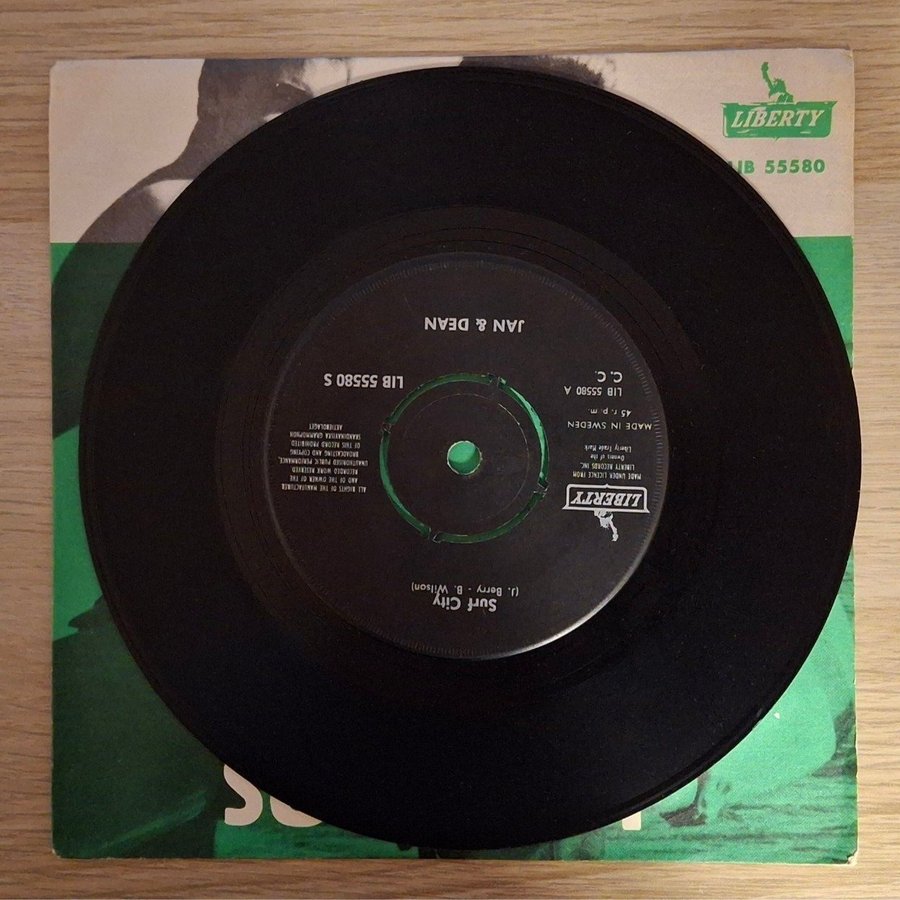 LIBERTY
LIB 55580
Surf City
(J. Berry - B. Wilson)
LIBERTY
MADE UNDER LICENCE FROM
LIBERTY RECORDS INC.
Owners of the
Liberty Trade Mark
MADE IN SWEDEN
45 r. p. m.
LIB 55580 A
C. C.
ALL RIGHTS OF THE MANUFACTURER
AND OF THE OWNER OF THE
RECORDED WORK RESERVED.
UNAUTHORISED PUBLIC PERFORMANCE,
BROADCASTING AND COPYING
OF THIS RECORD PROHIBITED
SKANDINAVISKA GRAMMOPHON
AKTIEBOLAGET
LIB 55580 S
JAN & DEAN